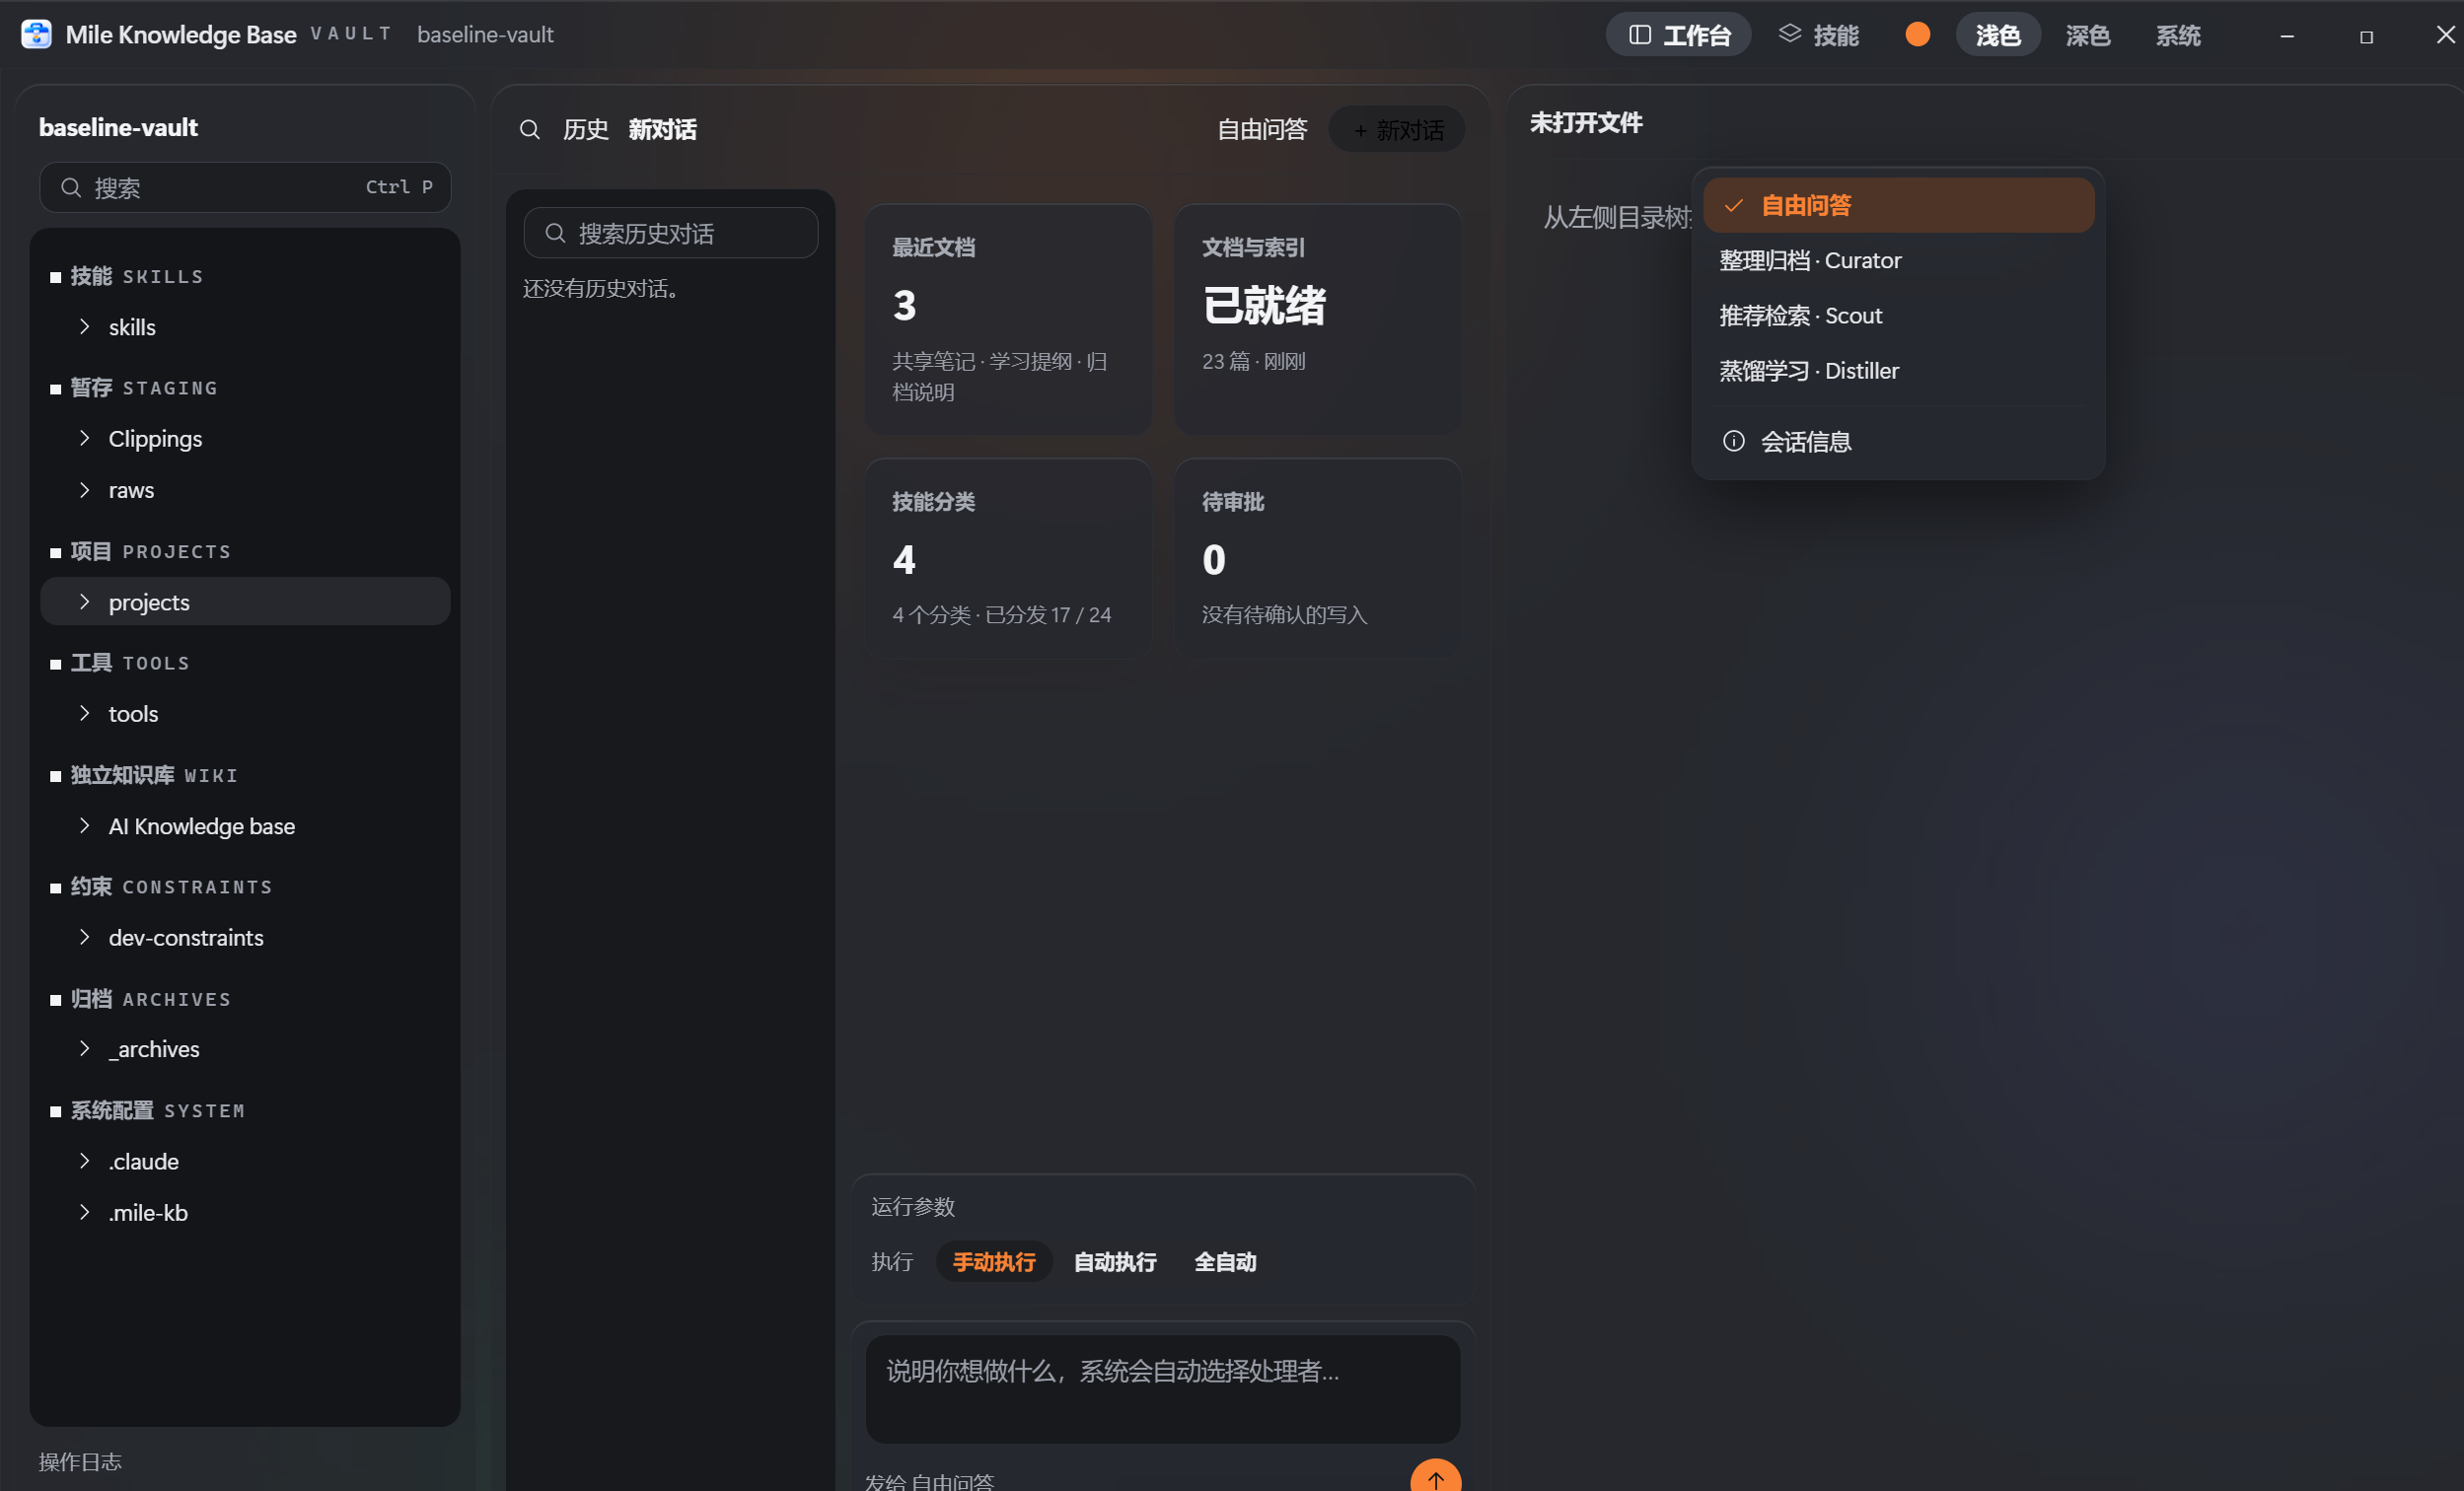 Mile Knowledge Base VAULT baseline-vault
工作台 技能 浅色 深色 系统
baseline-vault
搜索 Ctrl P
技能 SKILLS
skills
暂存 STAGING
Clippings
raws
项目 PROJECTS
projects
工具 TOOLS
tools
独立知识库 WIKI
AI Knowledge base
约束 CONSTRAINTS
dev-constraints
归档 ARCHIVES
_archives
系统配置 SYSTEM
.claude
.mile-kb
操作日志
历史 新对话
自由问答 + 新对话
搜索历史对话
还没有历史对话。
最近文档
3
共享笔记 · 学习提纲 · 归
档说明
文档与索引
已就绪
23 篇 · 刚刚
技能分类
4
4 个分类 · 已分发 17 / 24
待审批
0
没有待确认的写入
运行参数
执行 手动执行 自动执行 全自动
说明你想做什么，系统会自动选择处理者...
发给 自由问答
未打开文件
从左侧目录树
自由问答
整理归档 · Curator
推荐检索 · Scout
蒸馏学习 · Distiller
会话信息